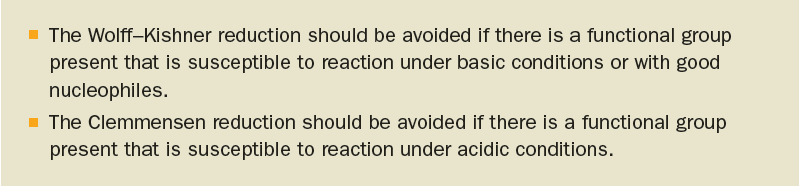 The Wolff–Kishner reduction should be avoided if there is a functional group
present that is susceptible to reaction under basic conditions or with good
nucleophiles.
The Clemmensen reduction should be avoided if there is a functional group
present that is susceptible to reaction under acidic conditions.